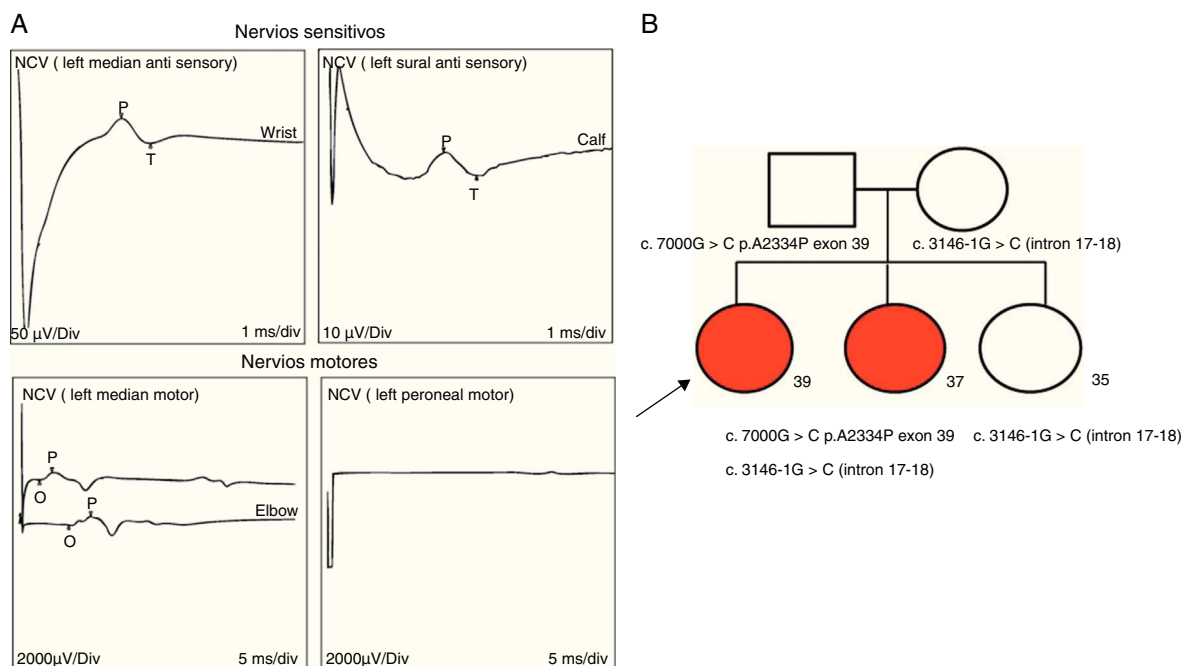 A
Nervios sensitivos
NCV ( left median anti sensory)
P
T
Wrist
50 µV/Div
1 ms/div
NCV ( left sural anti sensory)
P
T
Calf
10 µV/Div
1 ms/div
Nervios motores
NCV ( left median motor)
P
O
P
O
Elbow
2000µV/Div
5 ms/div
NCV ( left peroneal motor)
2000µV/Div
5 ms/div
B
c. 7000G > C p.A2334P exon 39
c. 3146-1G > C (intron 17-18)
39
37
35
c. 7000G > C p.A2334P exon 39
c. 3146-1G > C (intron 17-18)
c. 3146-1G > C (intron 17-18)